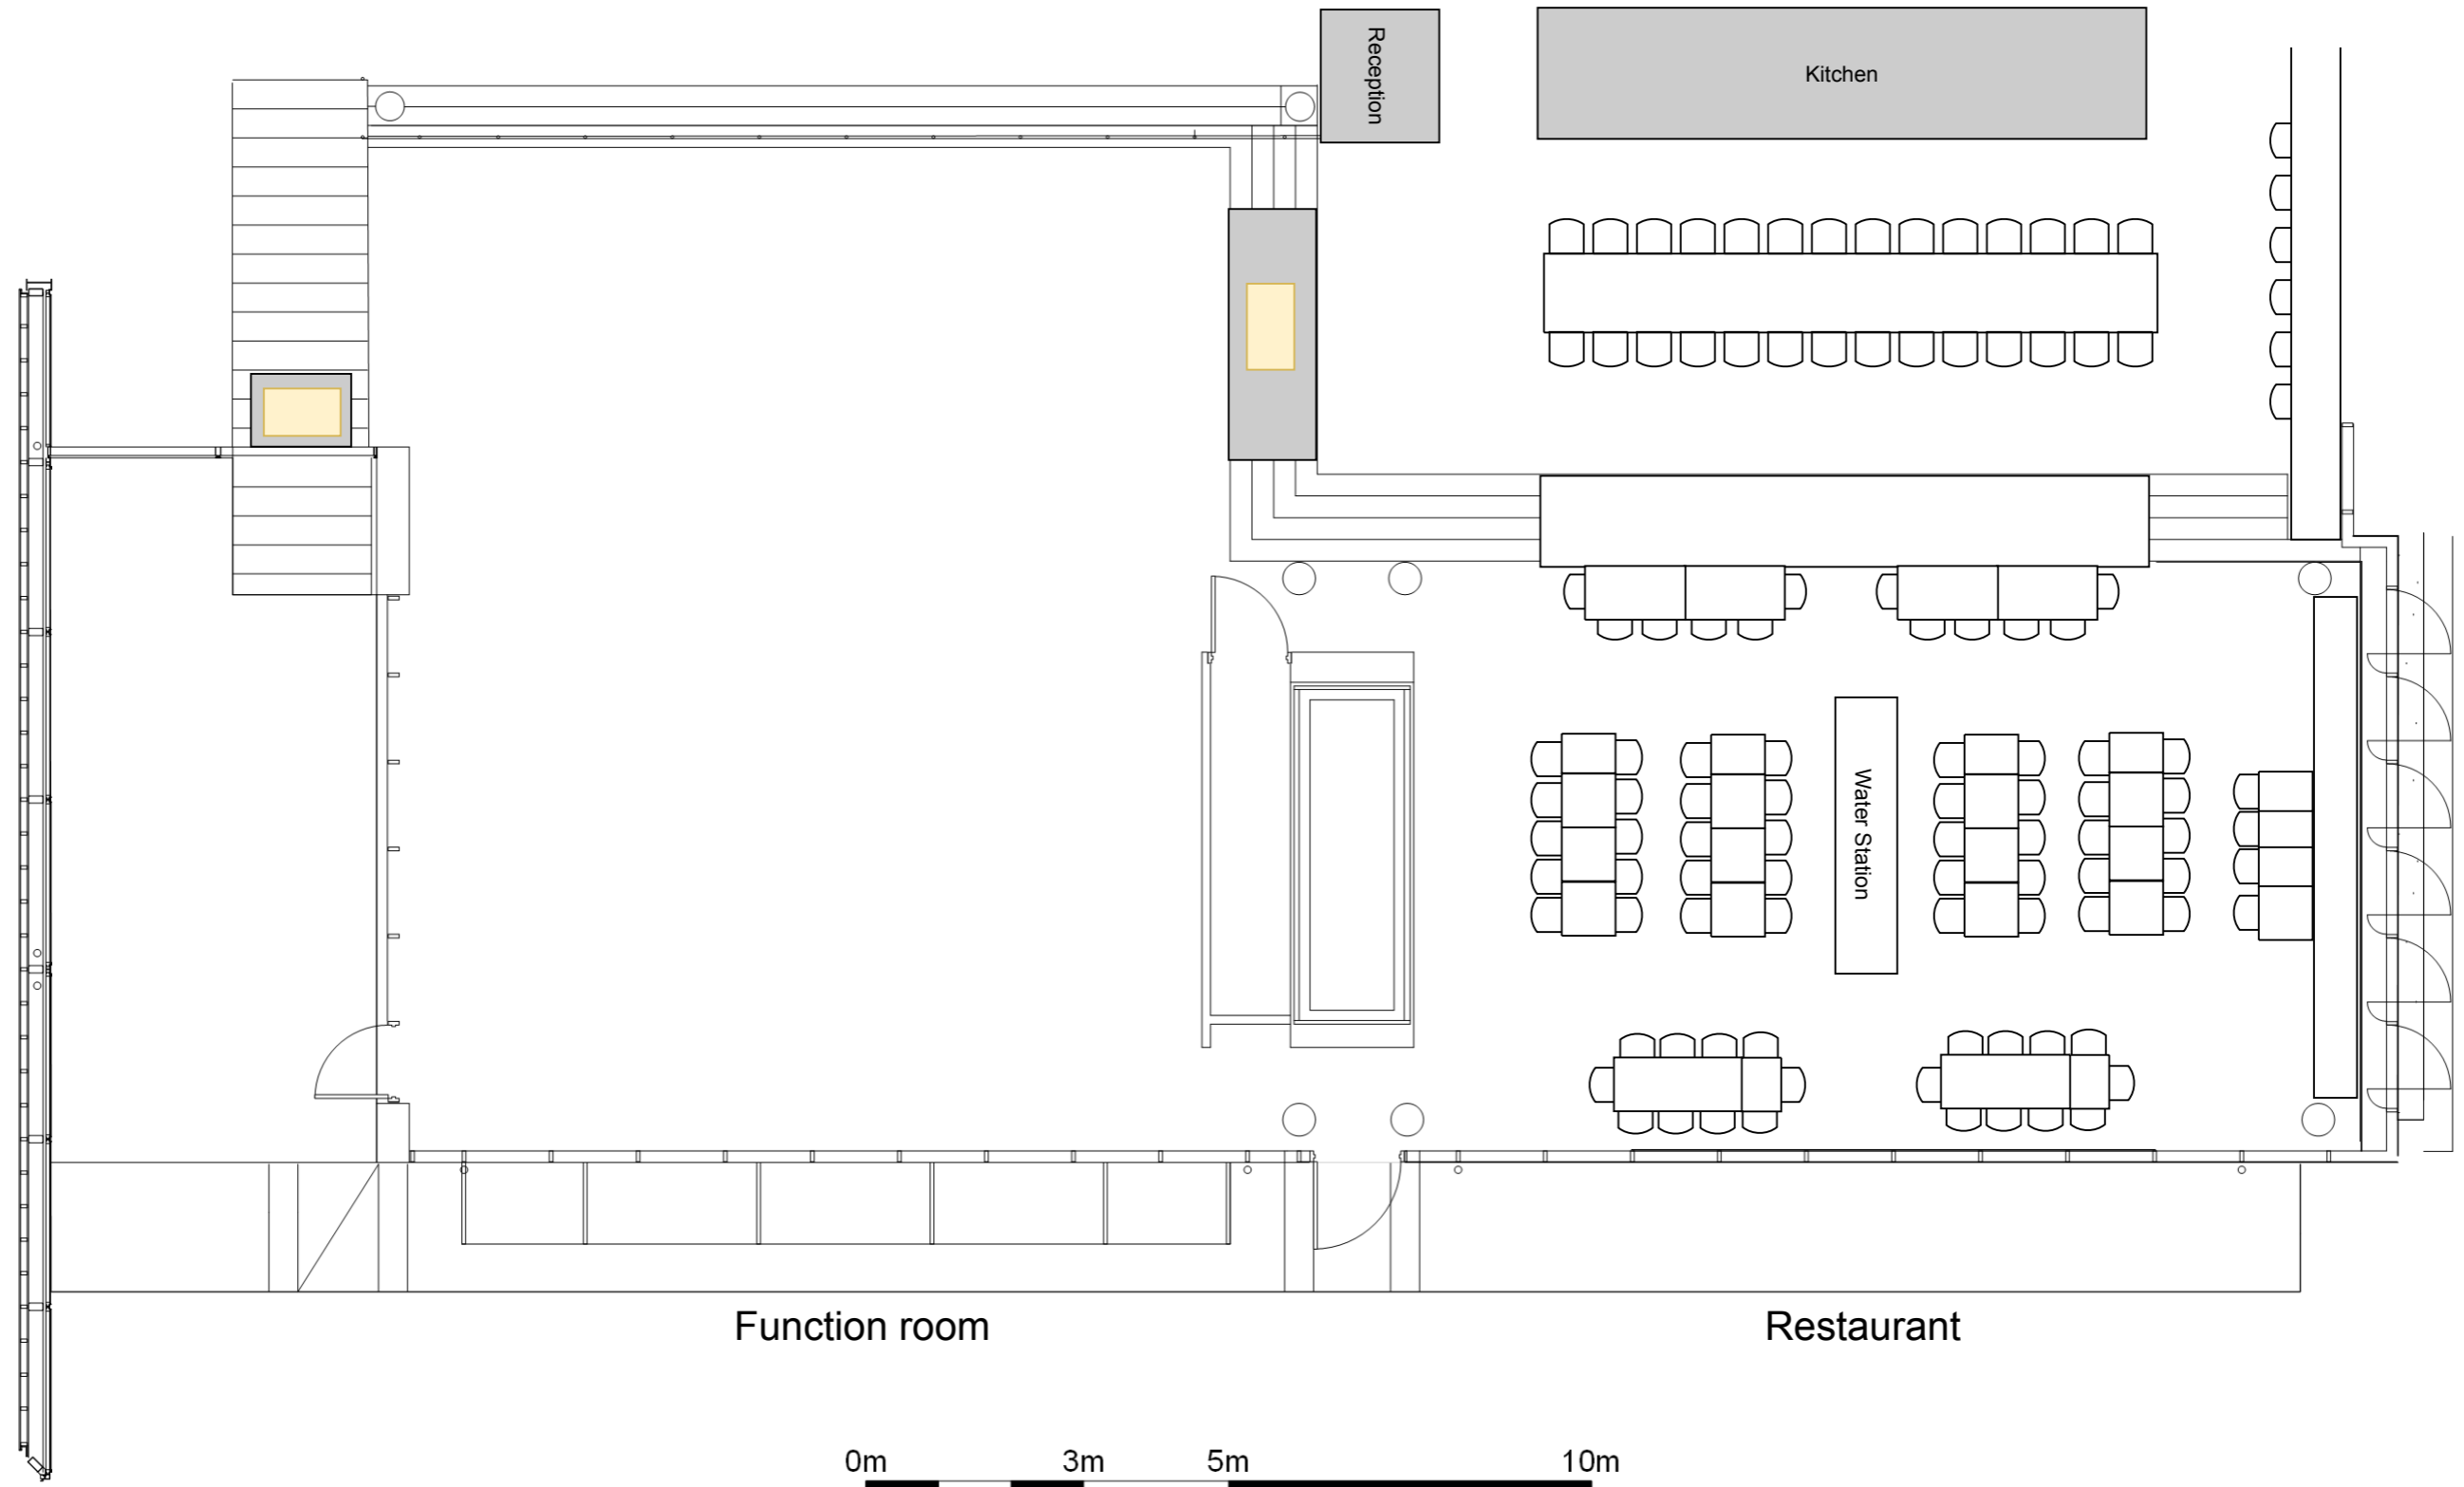 Reception
Kitchen
Water Station
Function room
Restaurant
0m 3m 5m 10m